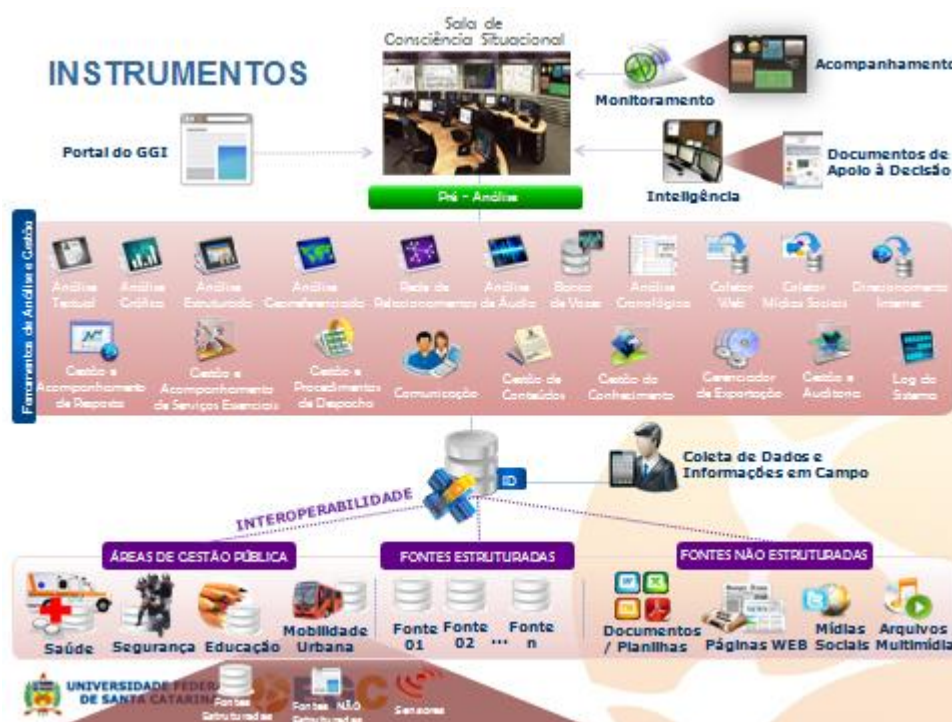 Sala de
Consciência Situacional
INSTRUMENTOS
Acompanhamento
Monitoramento
Portal do GGI
Documentos de
Apoio à Decisão
Inteligência
Pré - Análise
Ferramentas de Análise e Gestão
Análise
Textual
Análise
Gráfica
Análise
Estruturada
Análise
Georeferenciada
Rede de
Relacionamentos
Análise
de Áudio
Banco
de Vozes
Análise
Cronológica
Coletor
Web
Coletor
Mídias Sociais
Direcionamento
Internet
Gestão e
Acompanhamento
de Resposta
Gestão e
Acompanhamento
de Serviços Essenciais
Gestão e
Procedimentos
de Despacho
Comunicação
Gestão de
Conteúdos
Gestão do
Conhecimento
Gerenciador
de Exportação
Gestão e
Auditoria
Log do
Sistema
Coleta de Dados e
Informações em Campo
INTEROPERABILIDADE
ÁREAS DE GESTÃO PÚBLICA
FONTES ESTRUTURADAS
FONTES NÃO ESTRUTURADAS
Saúde
Segurança
Educação
Mobilidade
Urbana
Fonte
01
Fonte
02
...
Fonte
n
Documentos
/ Planilhas
Páginas WEB
Mídias
Sociais
Arquivos
Multimídia
UNIVERSIDADE FEDERAL
DE SANTA CATARINA
EGC
Fontes
Estruturadas
Fontes NÃO
Estruturadas
Sensores